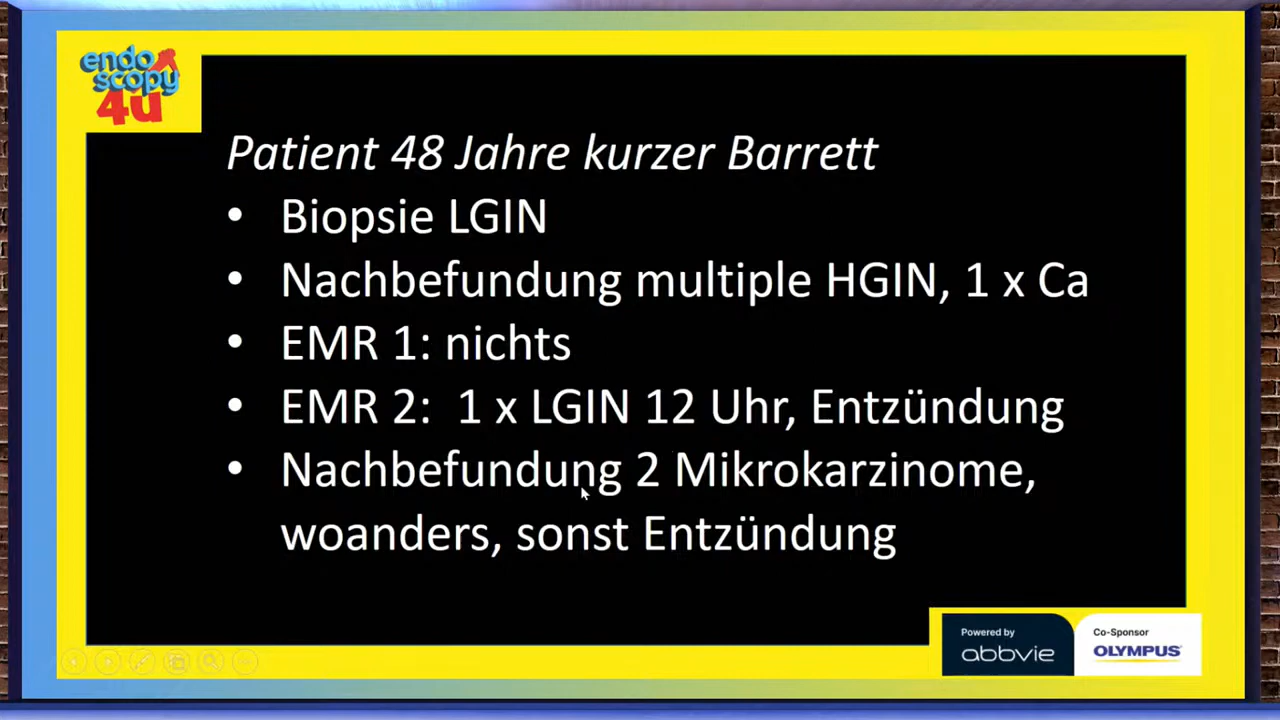 endo
scopy
4u
Patient 48 Jahre kurzer Barrett
• Biopsie LGIN
• Nachbefundung multiple HGIN, 1 x Ca
• EMR 1: nichts
• EMR 2: 1 x LGIN 12 Uhr, Entzündung
• Nachbefundung 2 Mikrokarzinome,
woanders, sonst Entzündung
Powered by
abbvie
Co-Sponsor
OLYMPUS